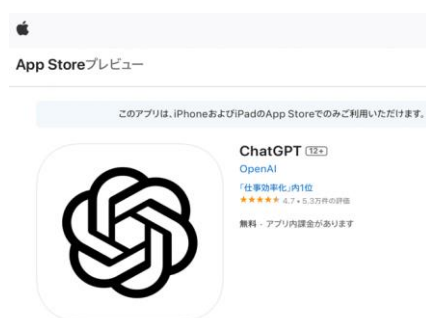 App Storeプレビュー
このアプリは、iPhoneおよびiPadのApp Storeでのみご利用いただけます。
ChatGPT 12+
OpenAI
「仕事効率化」内1位
★★★★★ 4.7 • 5.3万件の評価
無料 - アプリ内課金があります